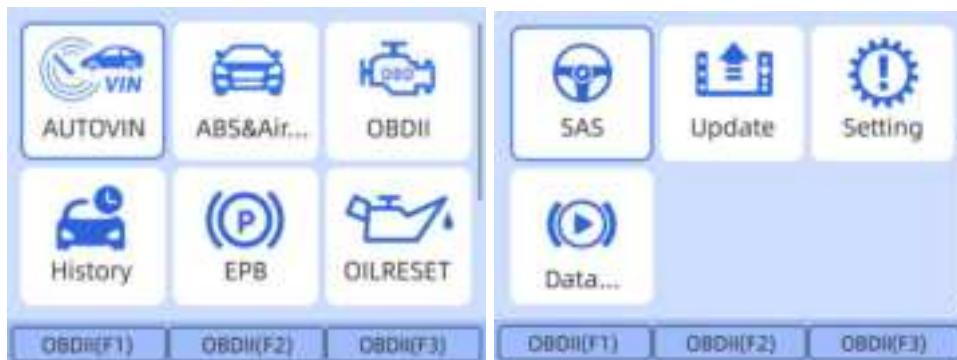 VIN
AUTOVIN
ABS&Air...
OBD
OBDII
History
P
EPB
OILRESET
OBDII(F1)
OBDII(F2)
OBDII(F3)
SAS
Update
Setting
Data...
OBDII(F1)
OBDII(F2)
OBDII(F3)